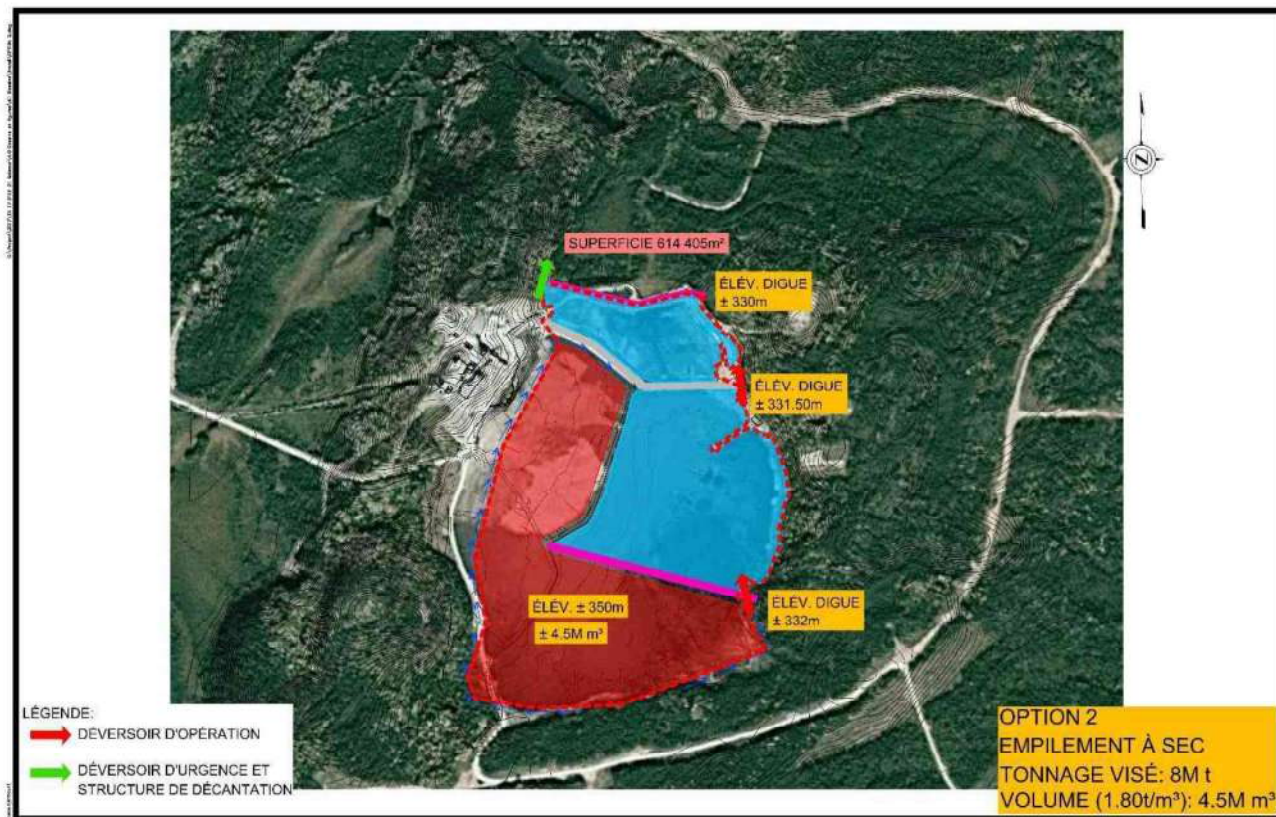 SUPERFICIE 614 405m²
ÉLÉV. DIGUE
± 330m
ÉLÉV. DIGUE
± 331.50m
ÉLÉV. ± 350m
± 4.5M m³
ÉLÉV. DIGUE
± 332m
LÉGENDE:
DÉVERSOIR D'OPÉRATION
DÉVERSOIR D'URGENCE ET
STRUCTURE DE DÉCANTATION
OPTION 2
EMPILEMENT À SEC
TONNAGE VISÉ: 8M t
VOLUME (1.80t/m³): 4.5M m³